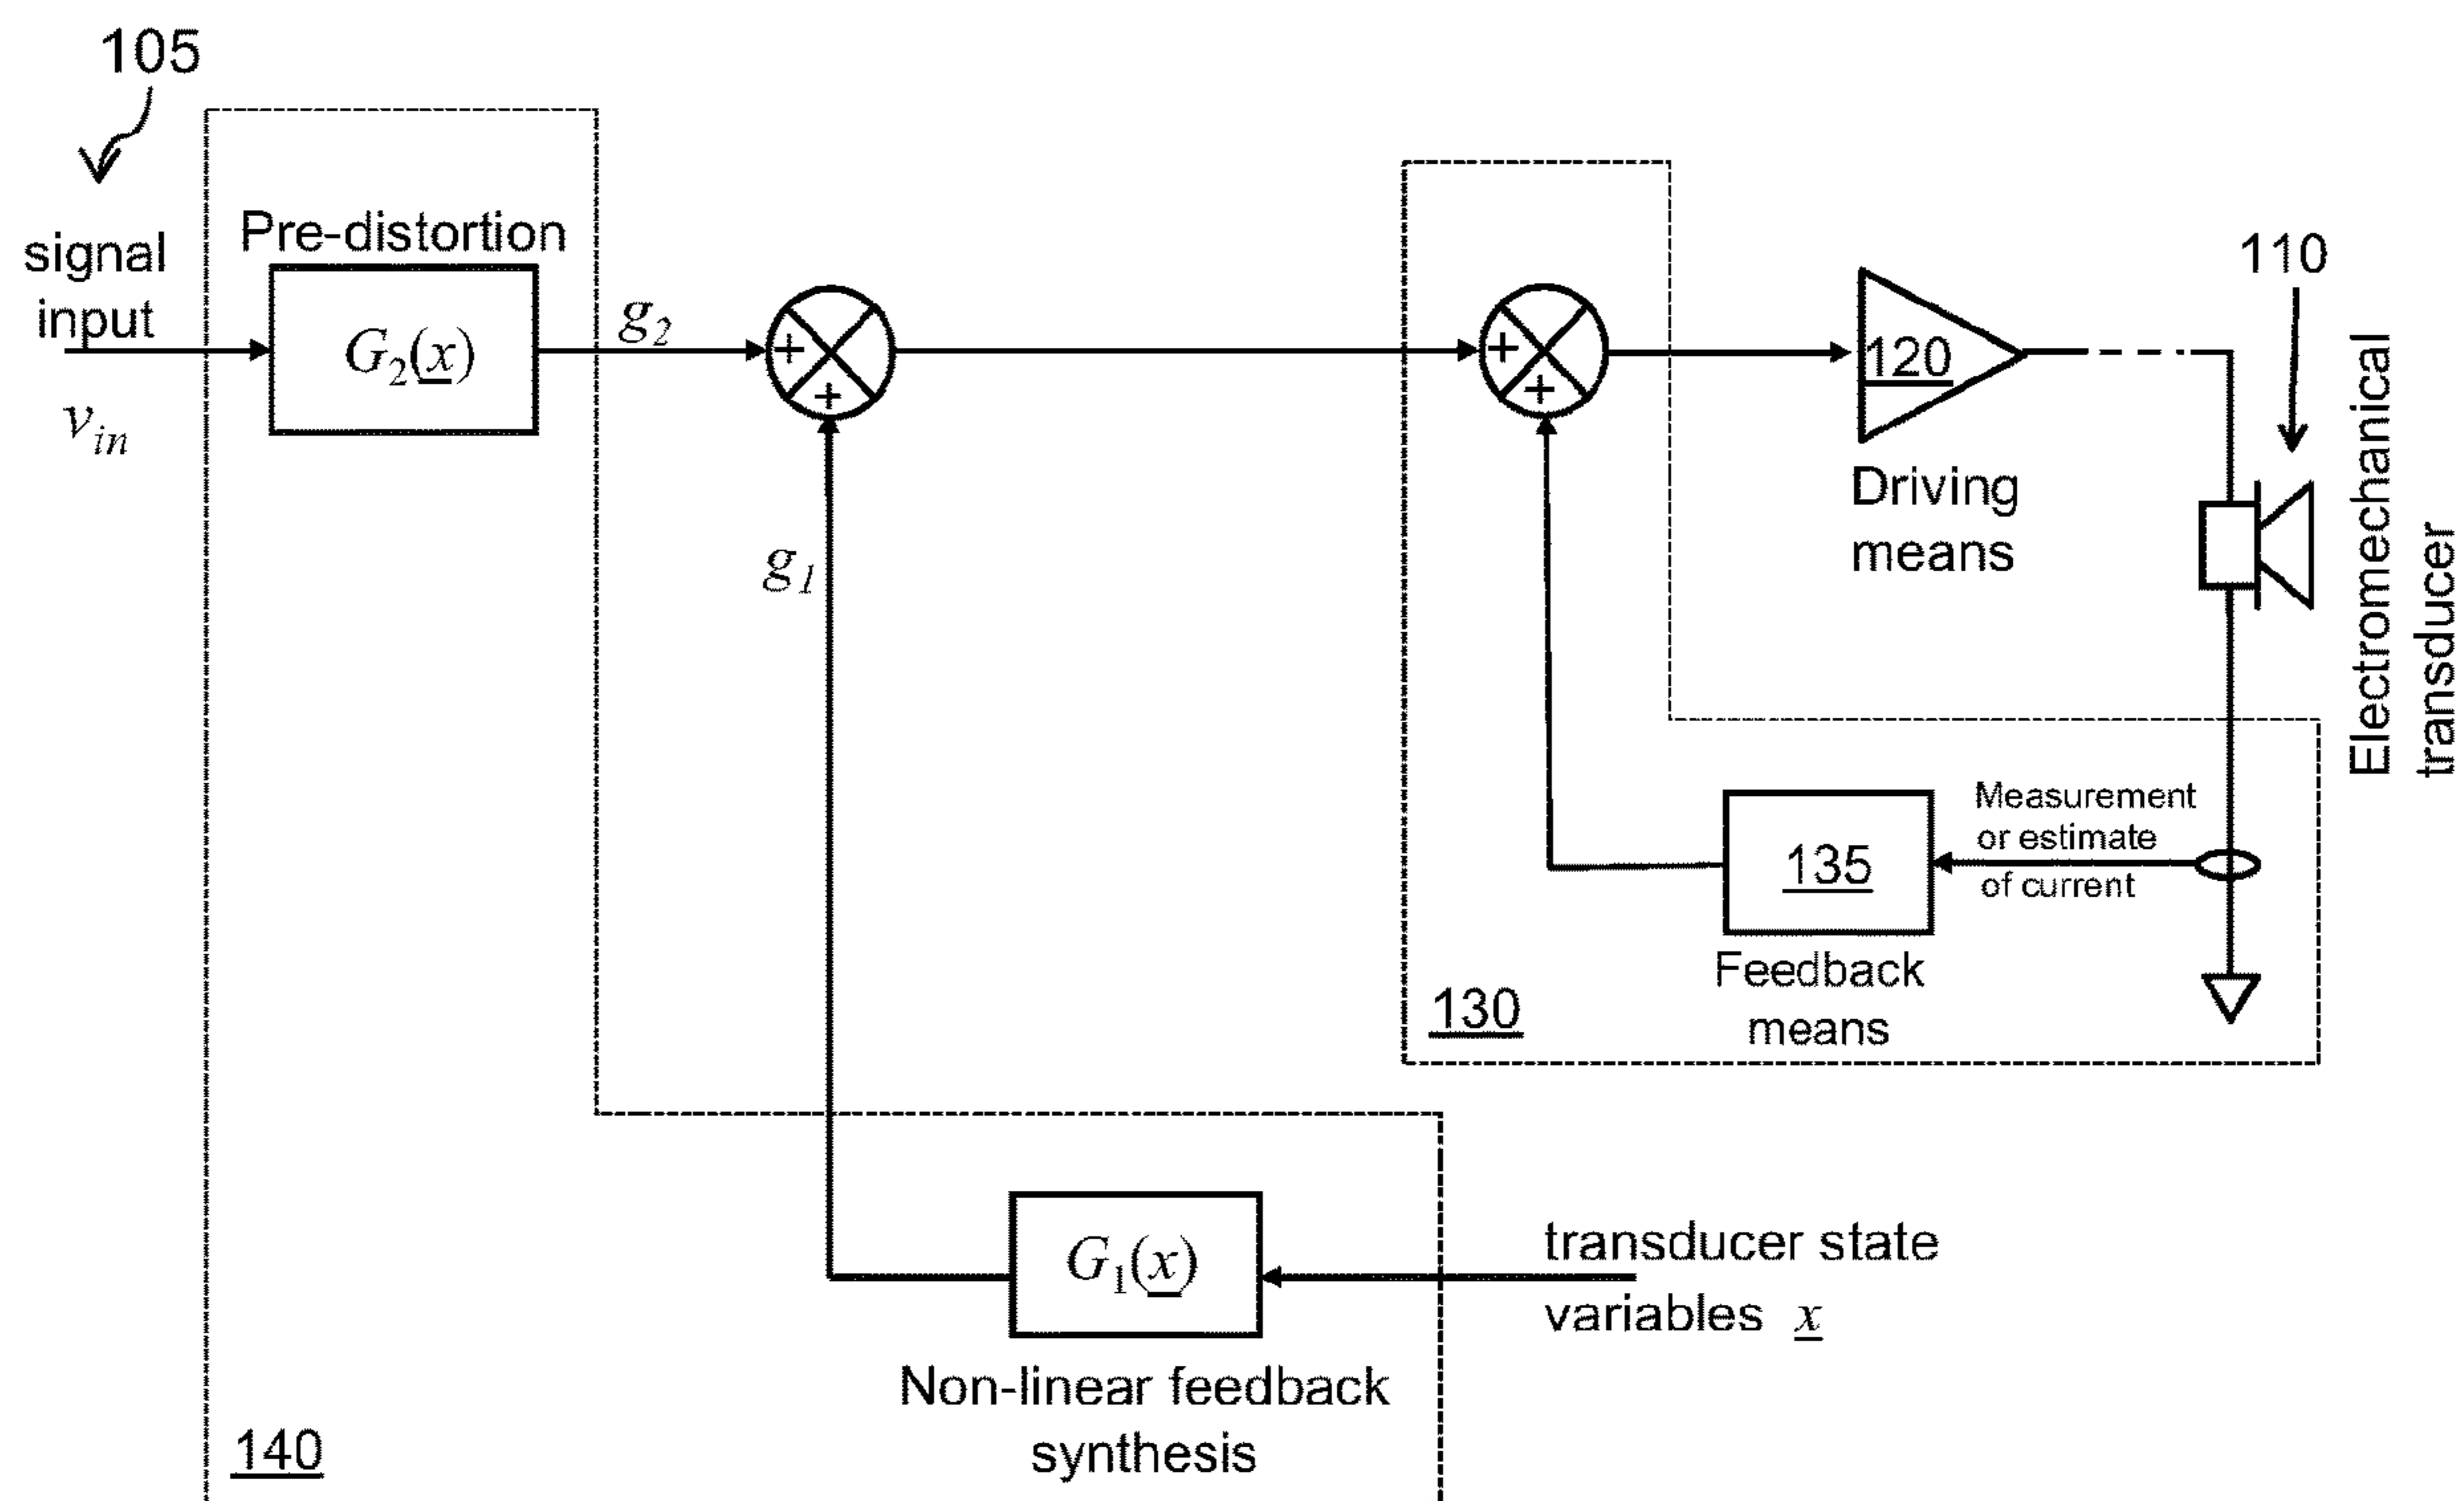 105
signal
input
v_in
Pre-distortion
G₂(x)
g₂
+
+
g₁
+
+
120
Driving
means
110
Electromechanical
transducer
135
Measurement
or estimate
of current
Feedback
means
130
G₁(x)
transducer state
variables x
Non-linear feedback
synthesis
140